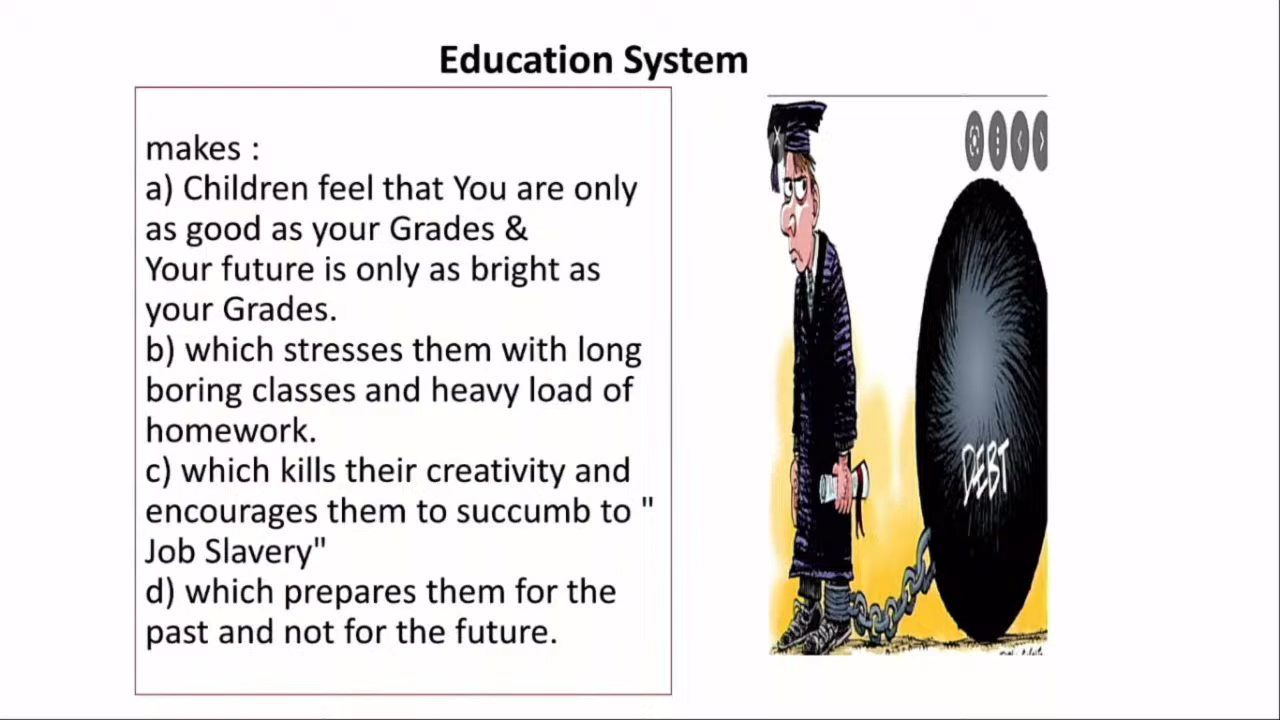 Education System
makes :
a) Children feel that You are only
as good as your Grades &
Your future is only as bright as
your Grades.
b) which stresses them with long
boring classes and heavy load of
homework.
c) which kills their creativity and
encourages them to succumb to "
Job Slavery"
d) which prepares them for the
past and not for the future.
DEBT